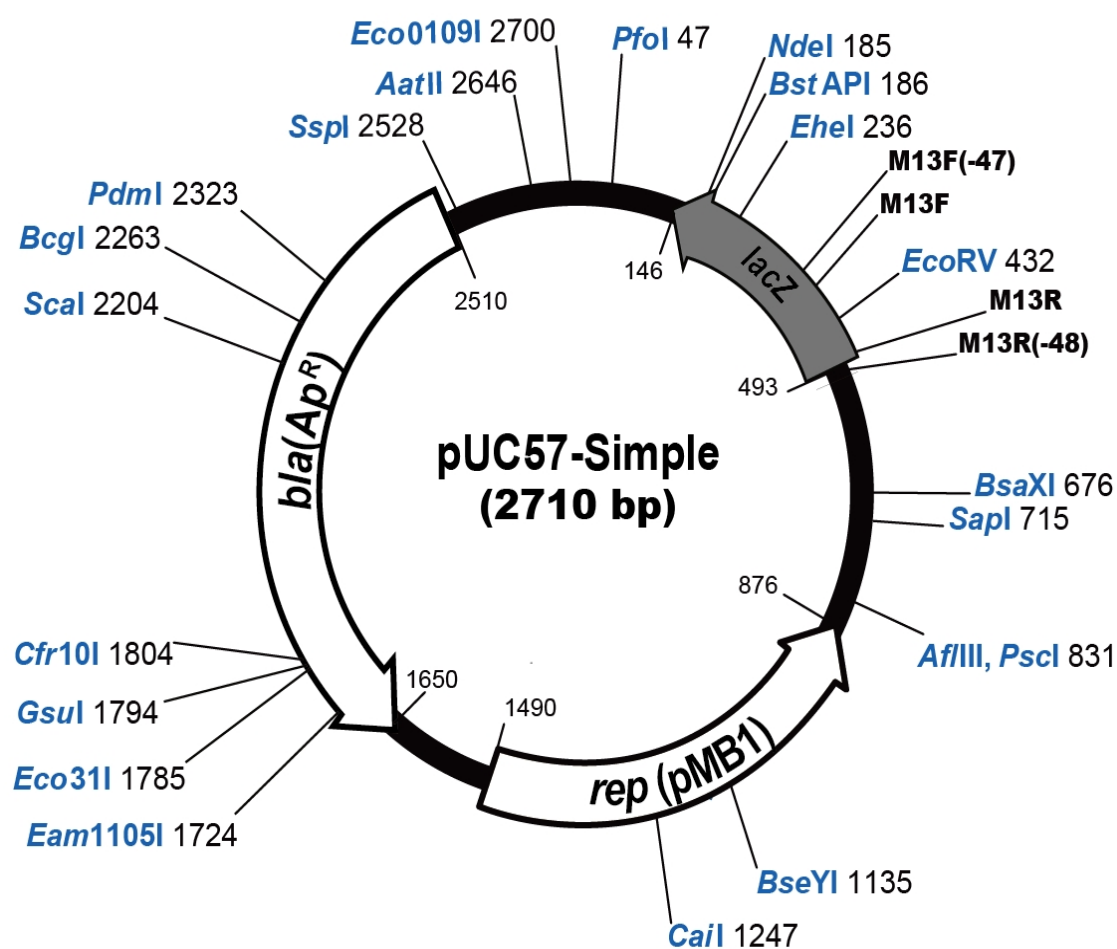 Eco0109I 2700
PfoI 47
NdeI 185
AatII 2646
BstAPI 186
SspI 2528
EheI 236
M13F(-47)
PdmI 2323
M13F
BcgI 2263
EcoRV 432
ScaI 2204
M13R
M13R(-48)
lacZ
146
2510
493
bla(ApR)
pUC57-Simple
(2710 bp)
BsaXI 676
SapI 715
876
AflIII, PscI 831
Cfr10I 1804
GsuI 1794
1650
1490
Eco31I 1785
rep (pMB1)
Eam1105I 1724
BseYI 1135
CaiI 1247